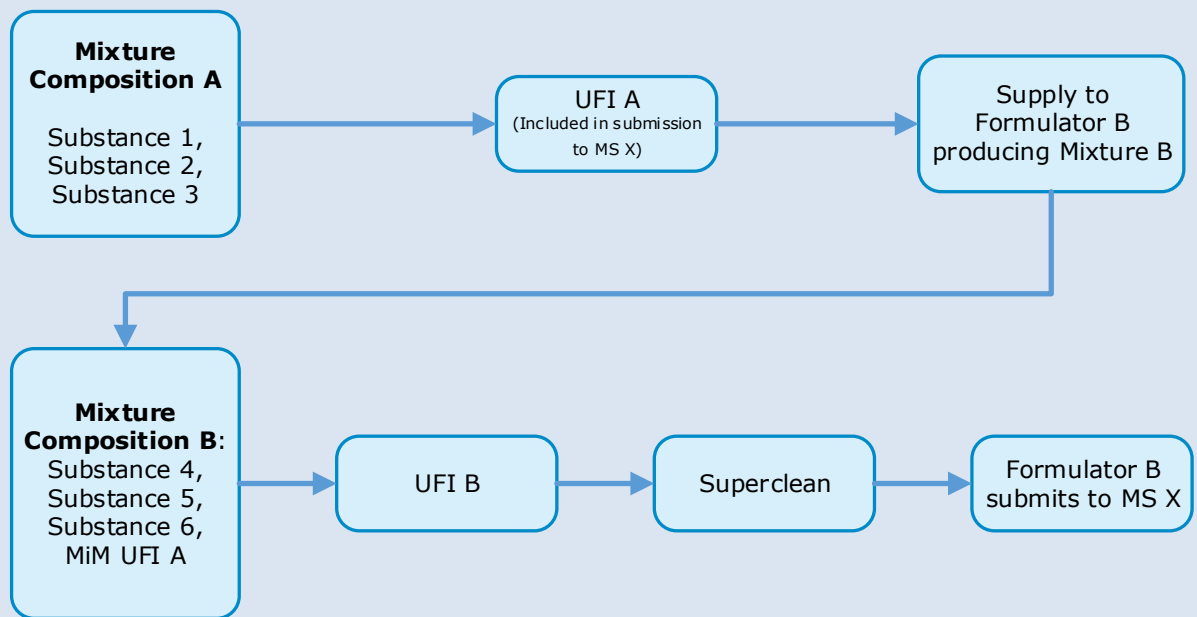 Mixture
Composition A
Substance 1,
Substance 2,
Substance 3
UFI A
(Included in submission
to MS X)
Supply to
Formulator B
producing Mixture B
Mixture
Composition B:
Substance 4,
Substance 5,
Substance 6,
MiM UFI A
UFI B
Superclean
Formulator B
submits to MS X